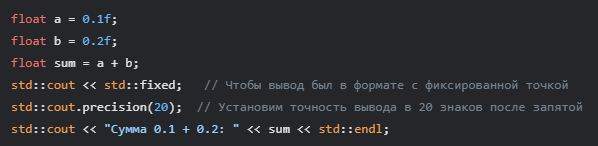 float a = 0.1f;
float b = 0.2f;
float sum = a + b;
std::cout << std::fixed;   // Чтобы вывод был в формате с фиксированной точкой
std::cout.precision(20);  // Установим точность вывода в 20 знаков после запятой
std::cout << "Сумма 0.1 + 0.2: " << sum << std::endl;